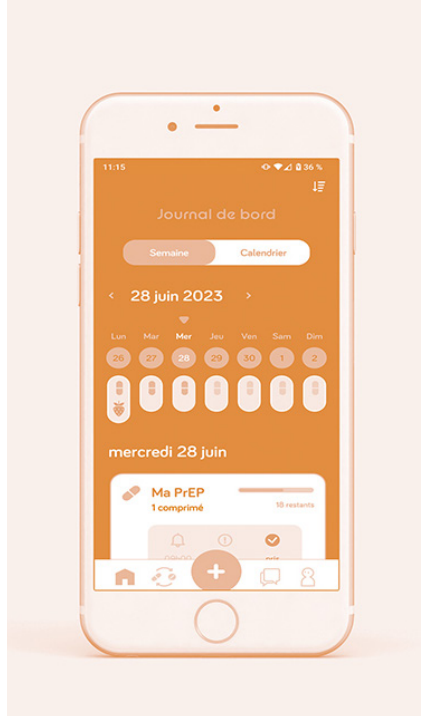 11:15 36 %
Journal de bord
Semaine Calendrier
< 28 juin 2023 >
Lun Mar Mer Jeu Ven Sam Dim
26 27 28 29 30 1 2
mercredi 28 juin
Ma PrEP
1 comprimé 18 restants